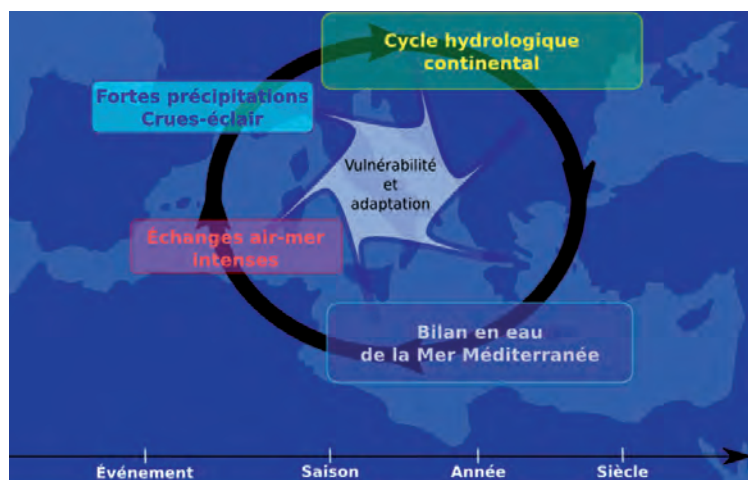 Cycle hydrologique
continental
Fortes précipitations
Crues-éclair
Vulnérabilité
et
adaptation
Échanges air-mer
intenses
Bilan en eau
de la Mer Méditerranée
Événement
Saison
Année
Siècle